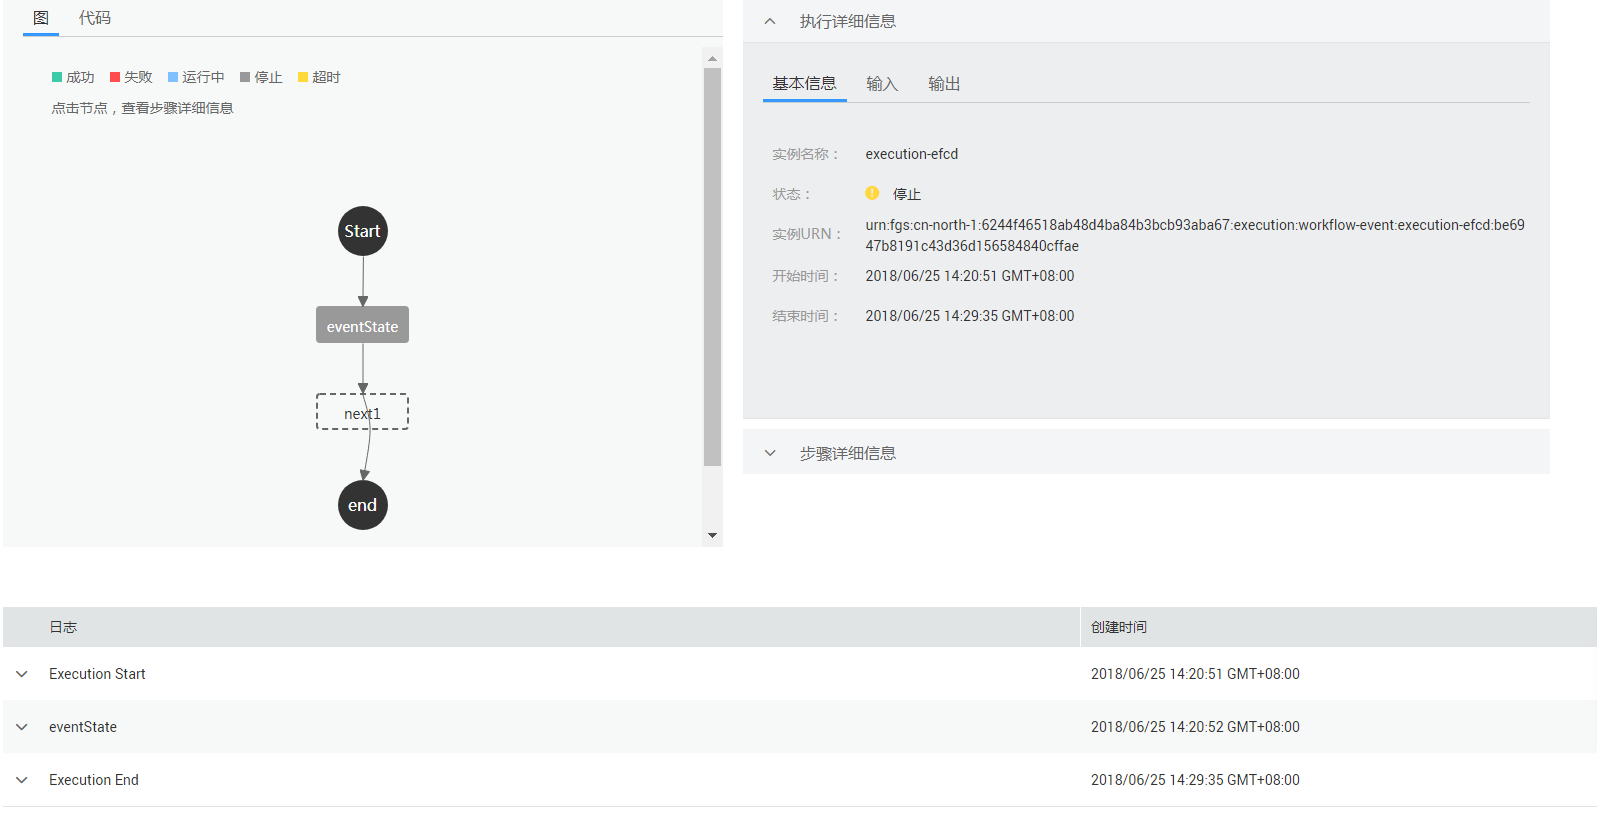 图 代码
成功 失败 运行中 停止 超时
点击节点，查看步骤详细信息
Start
eventState
next1
end
执行详细信息
基本信息 输入 输出
实例名称： execution-efcd
状态： 停止
实例URN： urn:fgs:cn-north-1:6244f46518ab48d4ba84b3bcb93aba67:execution:workflow-event:execution-efcd:be69
47b8191c43d36d156584840cffae
开始时间： 2018/06/25 14:20:51 GMT+08:00
结束时间： 2018/06/25 14:29:35 GMT+08:00
步骤详细信息
日志 创建时间
Execution Start 2018/06/25 14:20:51 GMT+08:00
eventState 2018/06/25 14:20:52 GMT+08:00
Execution End 2018/06/25 14:29:35 GMT+08:00